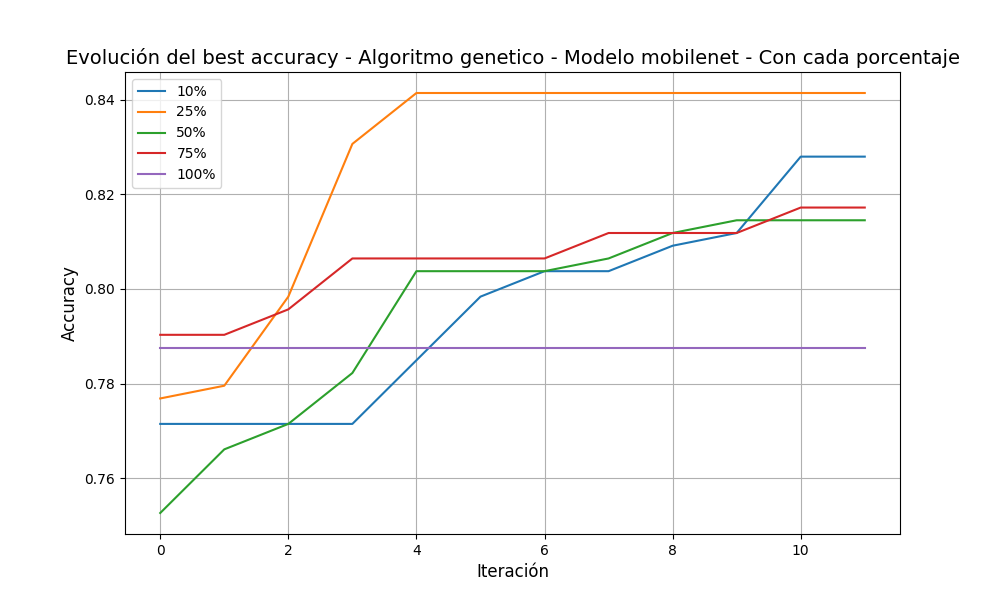 Evolución del best accuracy - Algoritmo genetico - Modelo mobilenet - Con cada porcentaje
10%
25%
50%
75%
100%
0.84
0.82
0.80
0.78
0.76
Accuracy
0 2 4 6 8 10
Iteración